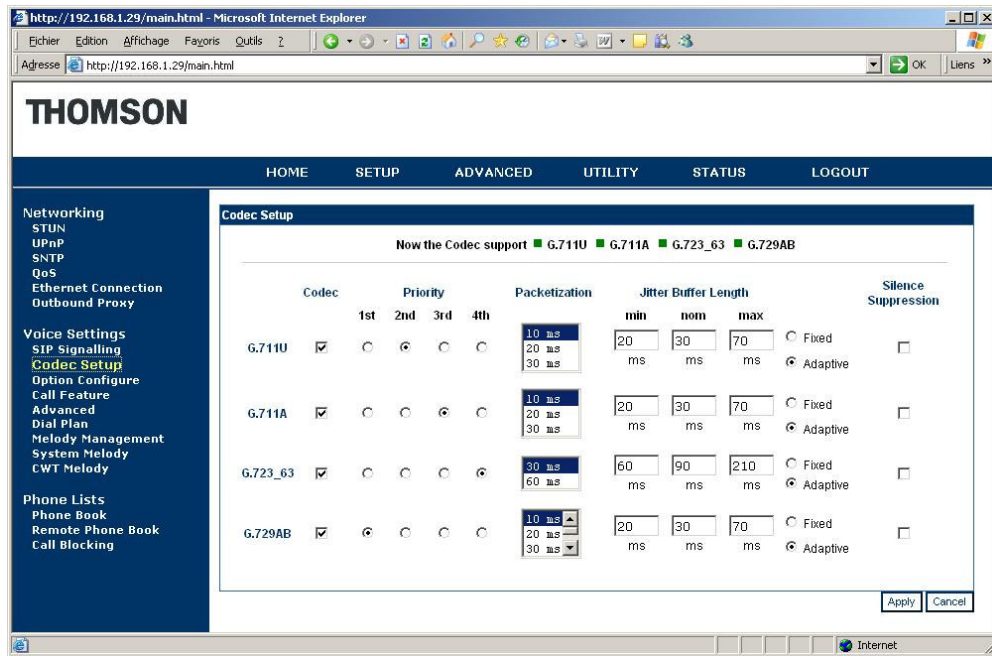 http://192.168.1.29/main.html - Microsoft Internet Explorer
Fichier Edition Affichage Favoris Outils ?
Adresse http://192.168.1.29/main.html OK Liens »
THOMSON
HOME SETUP ADVANCED UTILITY STATUS LOGOUT
Networking
STUN
UPnP
SNTP
QoS
Ethernet Connection
Outbound Proxy
Voice Settings
SIP Signalling
Codec Setup
Option Configure
Call Feature
Advanced
Dial Plan
Melody Management
System Melody
CWT Melody
Phone Lists
Phone Book
Remote Phone Book
Call Blocking
Codec Setup
Now the Codec support G.711U G.711A G.723_63 G.729AB
Codec Priority Packetization Jitter Buffer Length Silence Suppression
1st 2nd 3rd 4th min nom max
G.711U
10 ms
20 ms
30 ms
20 30 70
ms ms ms
Fixed
Adaptive
G.711A
10 ms
20 ms
30 ms
20 30 70
ms ms ms
Fixed
Adaptive
G.723_63
30 ms
60 ms
60 90 210
ms ms ms
Fixed
Adaptive
G.729AB
10 ms
20 ms
30 ms
20 30 70
ms ms ms
Fixed
Adaptive
Apply Cancel
Internet